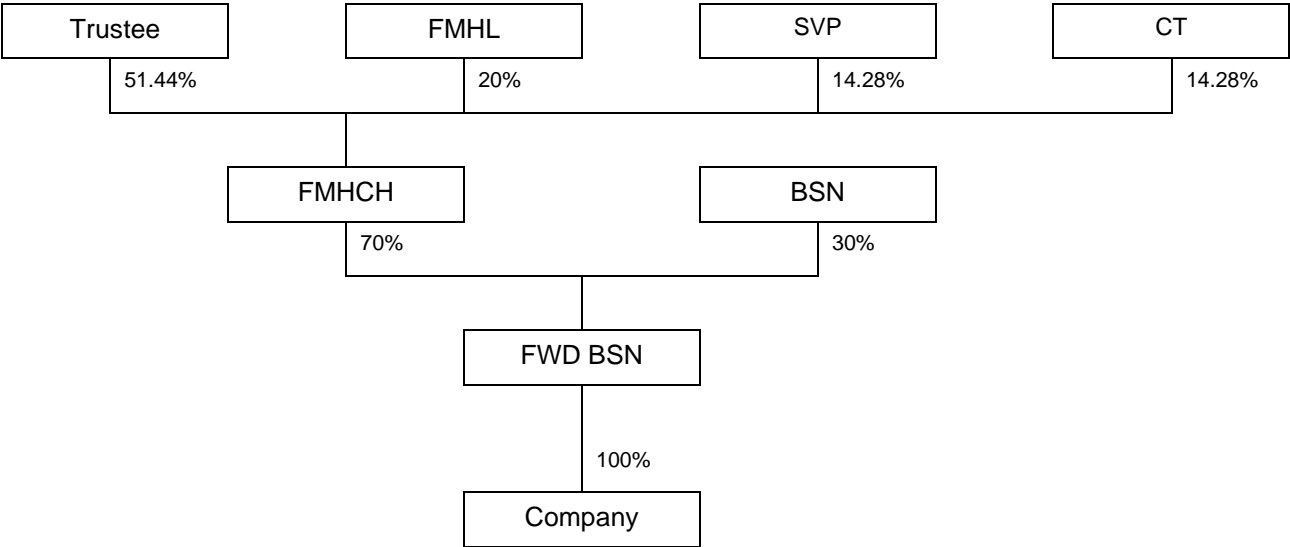 Trustee
FMHL
SVP
CT
51.44%
20%
14.28%
14.28%
FMHCH
BSN
70%
30%
FWD BSN
100%
Company